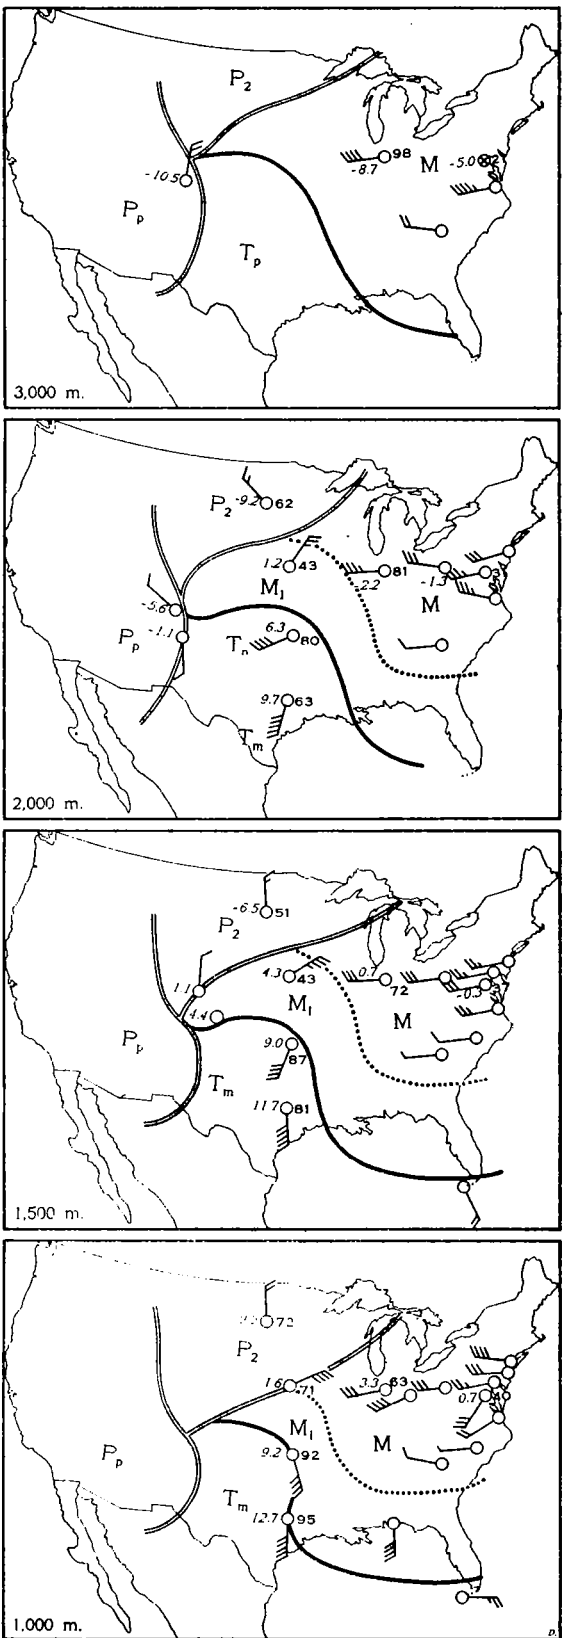 P₂
98
-8.7
M
-5.0
-10.5
Pₚ
Tₚ
3,000 m.
P₂
-9.2
62
1.2
43
81
-2.2
-1.3
M₁
M
-5.6
-1.1
Pₚ
6.3
80
9.7
63
Tₘ
2,000 m.
-6.5
51
P₂
4.3
43
0.7
72
-0.3
1.1
4.4
M₁
M
Pₚ
9.0
87
Tₘ
11.7
81
1,500 m.
72
P₂
1.6
71
3.3
63
0.7
M₁
M
Pₚ
9.2
92
Tₘ
12.7
95
1,000 m.